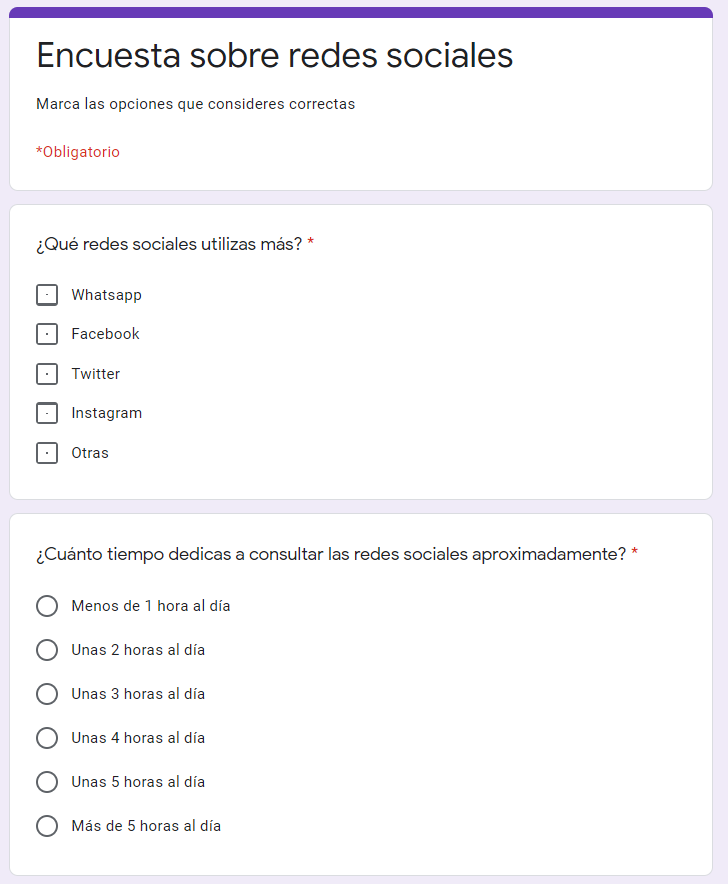 Encuesta sobre redes sociales
Marca las opciones que consideres correctas
*Obligatorio
¿Qué redes sociales utilizas más? *
Whatsapp
Facebook
Twitter
Instagram
Otras
¿Cuánto tiempo dedicas a consultar las redes sociales aproximadamente? *
Menos de 1 hora al día
Unas 2 horas al día
Unas 3 horas al día
Unas 4 horas al día
Unas 5 horas al día
Más de 5 horas al día